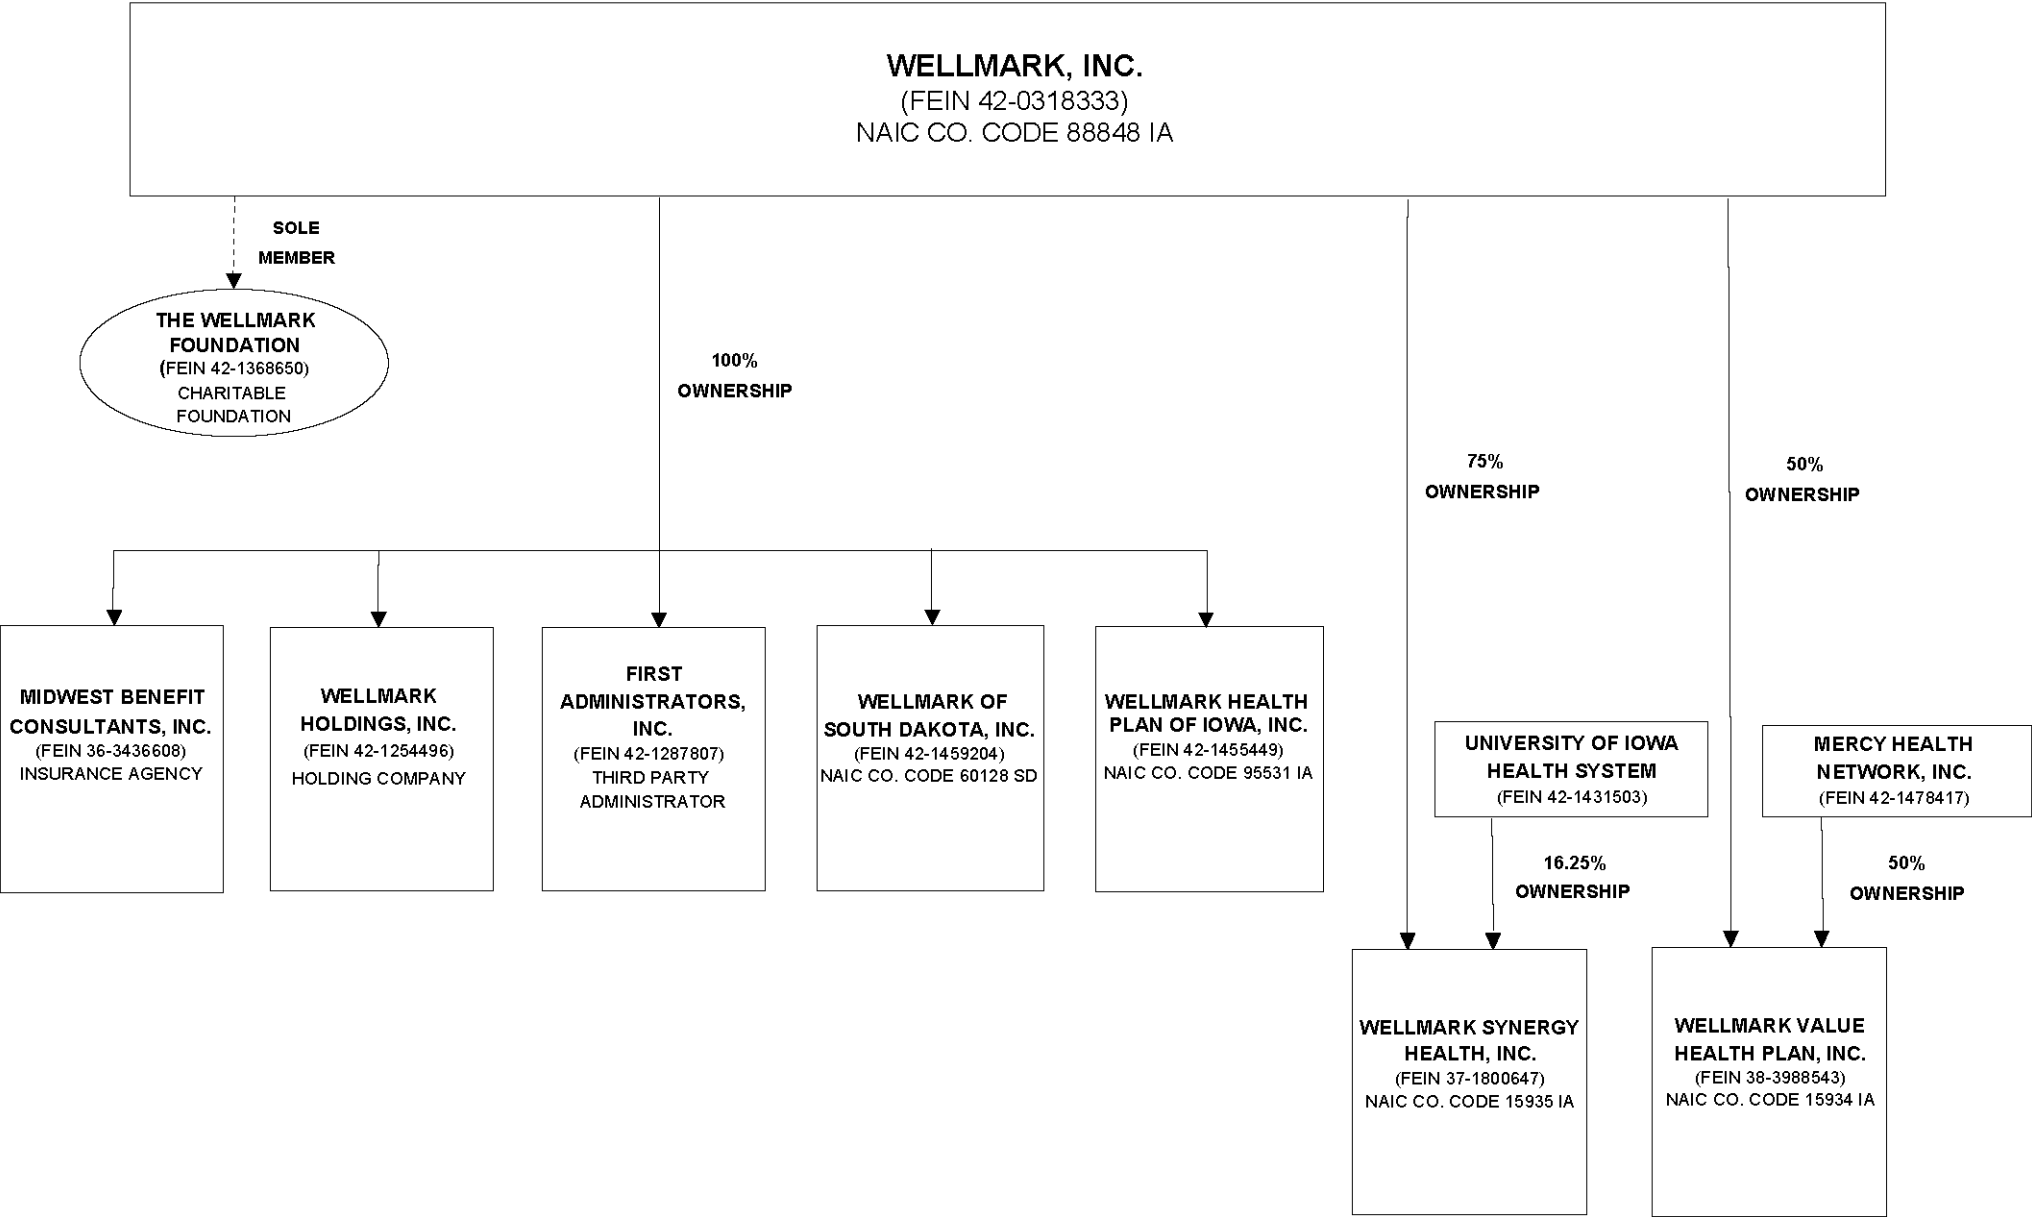 WELLMARK, INC.
(FEIN 42-0318333)
NAIC CO. CODE 88848 IA
SOLE
MEMBER
THE WELLMARK
FOUNDATION
(FEIN 42-1368650)
CHARITABLE
FOUNDATION
100%
OWNERSHIP
75%
OWNERSHIP
50%
OWNERSHIP
MIDWEST BENEFIT
CONSULTANTS, INC.
(FEIN 36-3436608)
INSURANCE AGENCY
WELLMARK
HOLDINGS, INC.
(FEIN 42-1254496)
HOLDING COMPANY
FIRST
ADMINISTRATORS,
INC.
(FEIN 42-1287807)
THIRD PARTY
ADMINISTRATOR
WELLMARK OF
SOUTH DAKOTA, INC.
(FEIN 42-1459204)
NAIC CO. CODE 60128 SD
WELLMARK HEALTH
PLAN OF IOWA, INC.
(FEIN 42-1455449)
NAIC CO. CODE 95531 IA
UNIVERSITY OF IOWA
HEALTH SYSTEM
(FEIN 42-1431503)
MERCY HEALTH
NETWORK, INC.
(FEIN 42-1478417)
16.25%
OWNERSHIP
50%
OWNERSHIP
WELLMARK SYNERGY
HEALTH, INC.
(FEIN 37-1800647)
NAIC CO. CODE 15935 IA
WELLMARK VALUE
HEALTH PLAN, INC.
(FEIN 38-3988543)
NAIC CO. CODE 15934 IA